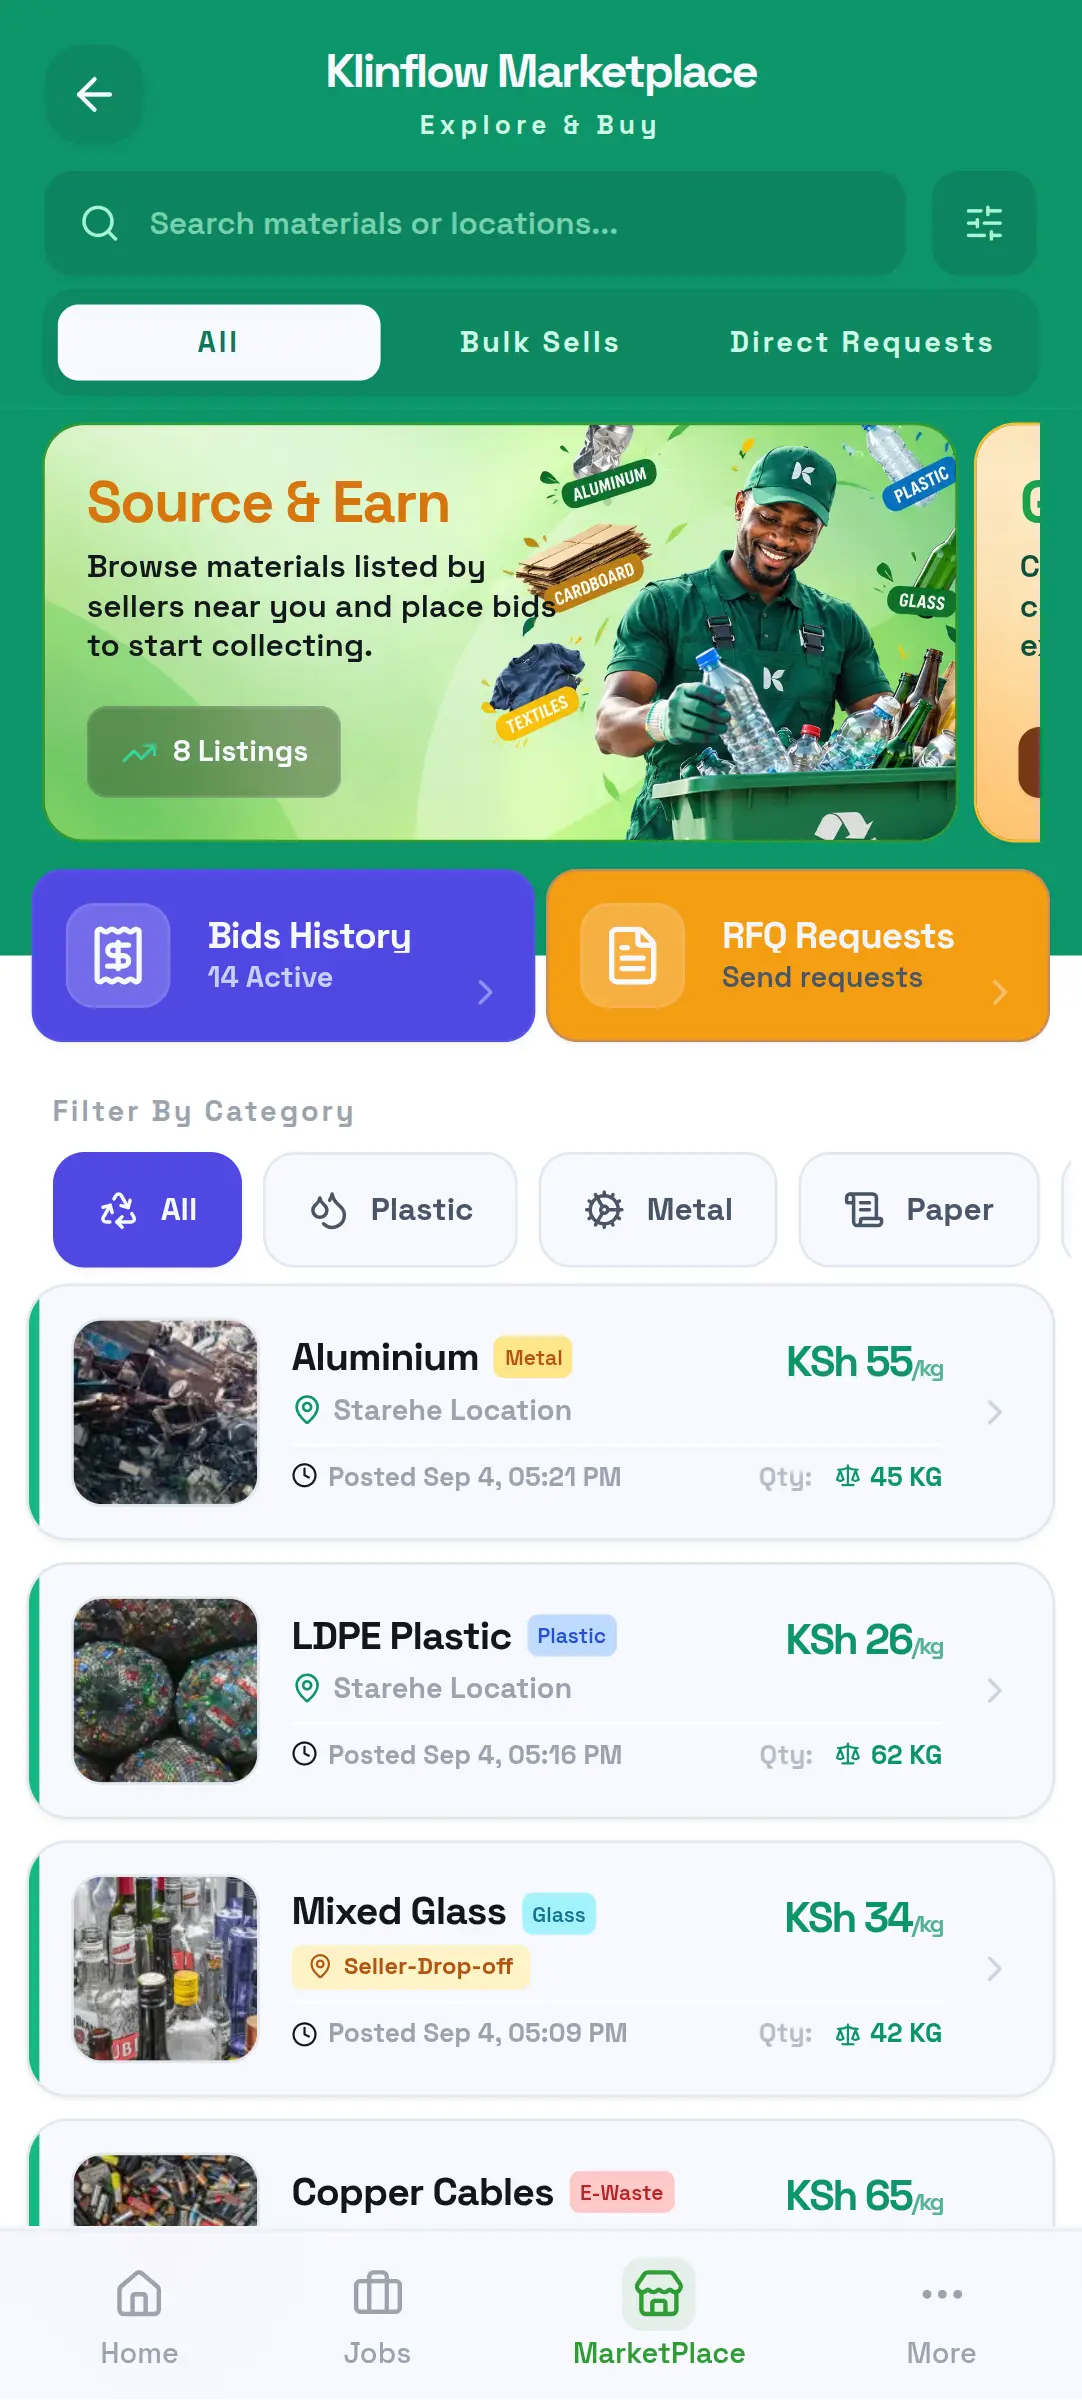 Klinflow Marketplace
Explore & Buy
Search materials or locations...
All
Bulk Sells
Direct Requests
Source & Earn
Browse materials listed by
sellers near you and place bids
to start collecting.
8 Listings
ALUMINUM
PLASTIC
CARDBOARD
GLASS
TEXTILES
Bids History
14 Active
RFQ Requests
Send requests
Filter By Category
All
Plastic
Metal
Paper
Aluminium
Metal
KSh 55/kg
Starehe Location
Posted Sep 4, 05:21 PM
Qty: 45 KG
LDPE Plastic
Plastic
KSh 26/kg
Starehe Location
Posted Sep 4, 05:16 PM
Qty: 62 KG
Mixed Glass
Glass
KSh 34/kg
Seller-Drop-off
Posted Sep 4, 05:09 PM
Qty: 42 KG
Copper Cables
E-Waste
KSh 65/kg
Home
Jobs
MarketPlace
More